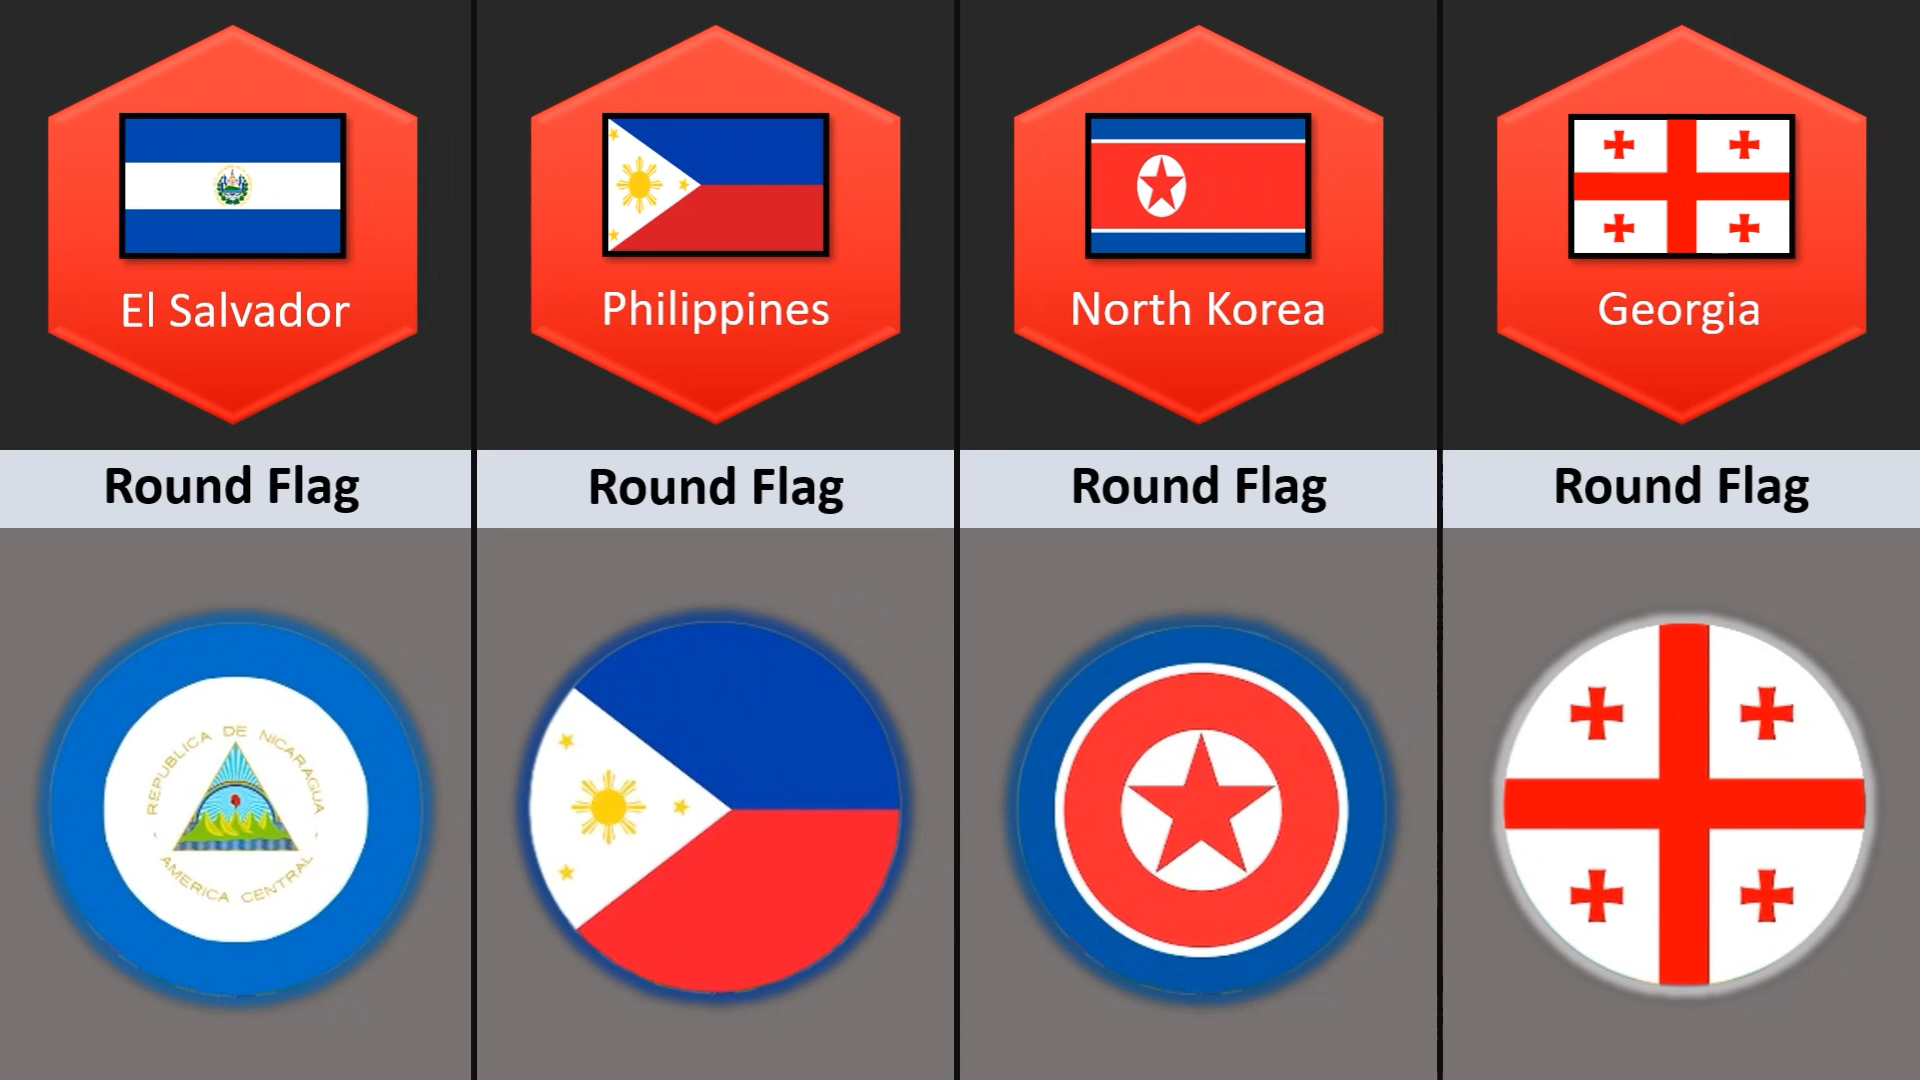 El Salvador
Philippines
North Korea
Georgia
Round Flag
Round Flag
Round Flag
Round Flag
REPUBLICA DE NICARAGUA
AMERICA CENTRAL